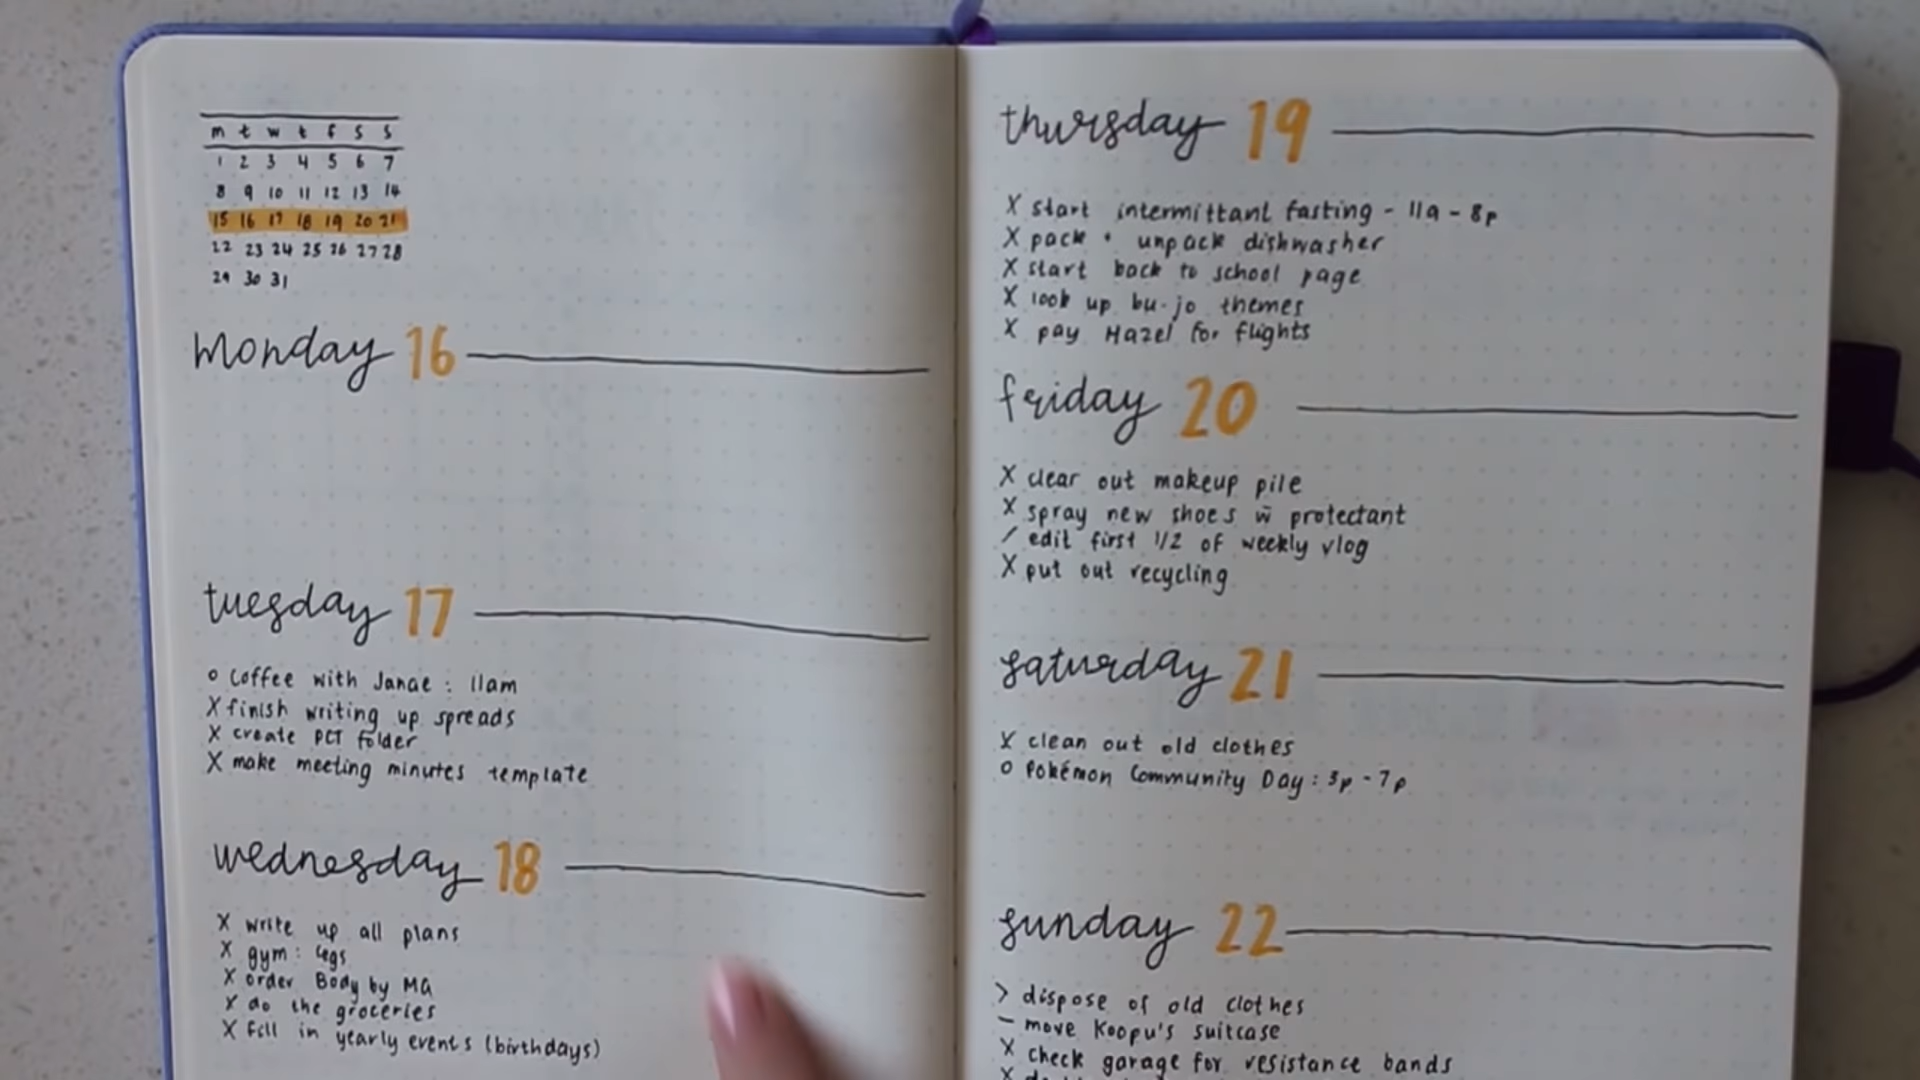 m t w t f s s
1 2 3 4 5 6 7
8 9 10 11 12 13 14
15 16 17 18 19 20 21
22 23 24 25 26 27 28
29 30 31
monday 16
tuesday 17
o Coffee with Janae : 11am
X finish writing up spreads
X create PCT folder
X make meeting minutes template
wednesday 18
X write up all plans
X gym : legs
X order Body by MG
X do the groceries
X fill in yearly events (birthdays)
thursday 19
X start intermittant fasting - 11a - 8p
X pack + unpack dishwasher
X start back to school page
X look up bu-jo themes
X pay Hazel for flights
friday 20
X clear out makeup pile
X spray new shoes w protectant
/ edit first 1/2 of weekly vlog
X put out recycling
saturday 21
X clean out old clothes
o Pokémon Community Day : 3p - 7p
sunday 22
> dispose of old clothes
– move Koopu's suitcase
X check garage for resistance bands